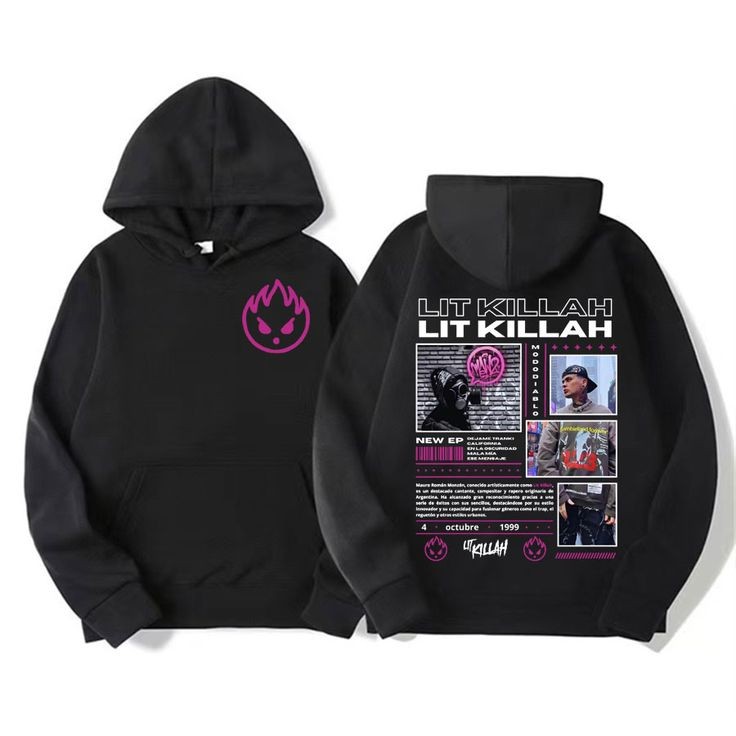 LIT KILLAH
LIT KILLAH
MODODIABLO
NEW EP
DEJAME TRANKI
CALIFORNIA
EN LA OSCURIDAD
MALA MÍA
ESE MENSAJE
Mauro Román Monzón, conocido artísticamente como Lit Killah,
es un destacado cantante, compositor y rapero originario de
Argentina. Ha alcanzado gran reconocimiento gracias a una
serie de éxitos con sus sencillos, destacándose por su estilo
innovador y su capacidad para fusionar géneros como el trap, el
reguetón y otros estilos urbanos.
4 · octubre · 1999
LIT KILLAH